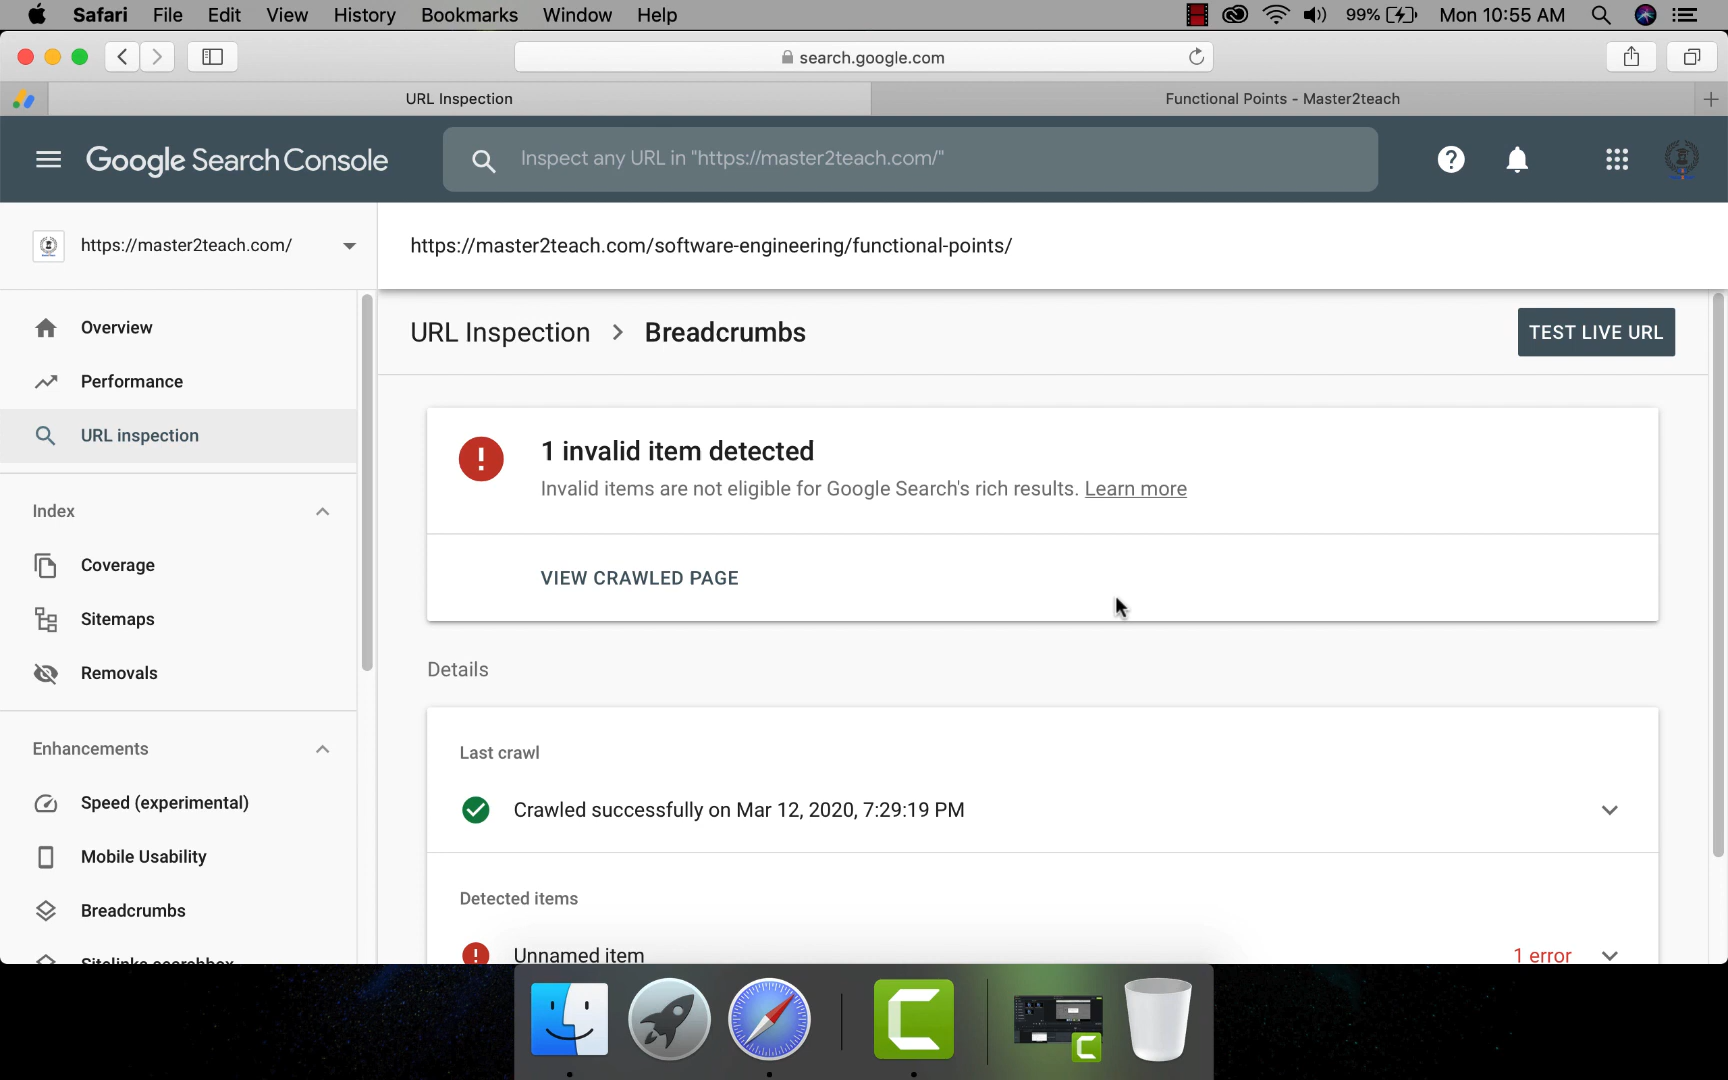 Safari File Edit View History Bookmarks Window Help 99% Mon 10:55 AM
search.google.com
URL Inspection
Functional Points - Master2teach
Google Search Console
Inspect any URL in "https://master2teach.com/"
https://master2teach.com/
https://master2teach.com/software-engineering/functional-points/
Overview
Performance
URL inspection
Index
Coverage
Sitemaps
Removals
Enhancements
Speed (experimental)
Mobile Usability
Breadcrumbs
Sitelinks searchbox
URL Inspection > Breadcrumbs
TEST LIVE URL
1 invalid item detected
Invalid items are not eligible for Google Search's rich results. Learn more
VIEW CRAWLED PAGE
Details
Last crawl
Crawled successfully on Mar 12, 2020, 7:29:19 PM
Detected items
Unnamed item
1 error